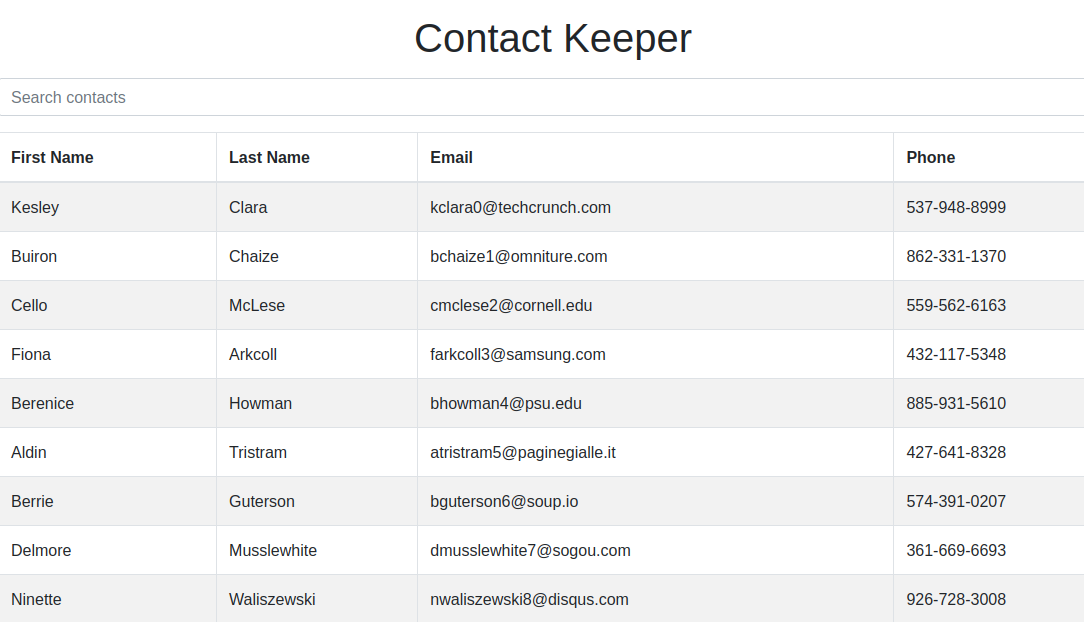 Contact Keeper
Search contacts
First Name Last Name Email Phone
Kesley Clara kclara0@techcrunch.com 537-948-8999
Buiron Chaize bchaize1@omniture.com 862-331-1370
Cello McLese cmclese2@cornell.edu 559-562-6163
Fiona Arkcoll farkcoll3@samsung.com 432-117-5348
Berenice Howman bhowman4@psu.edu 885-931-5610
Aldin Tristram atristram5@paginegialle.it 427-641-8328
Berrie Guterson bguterson6@soup.io 574-391-0207
Delmore Musslewhite dmusslewhite7@sogou.com 361-669-6693
Ninette Waliszewski nwaliszewski8@disqus.com 926-728-3008